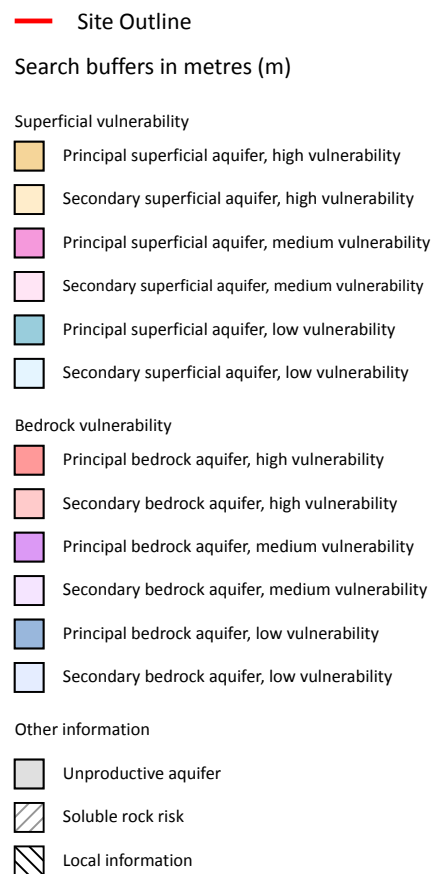 Site Outline
Search buffers in metres (m)
Superficial vulnerability
Principal superficial aquifer, high vulnerability
Secondary superficial aquifer, high vulnerability
Principal superficial aquifer, medium vulnerability
Secondary superficial aquifer, medium vulnerability
Principal superficial aquifer, low vulnerability
Secondary superficial aquifer, low vulnerability
Bedrock vulnerability
Principal bedrock aquifer, high vulnerability
Secondary bedrock aquifer, high vulnerability
Principal bedrock aquifer, medium vulnerability
Secondary bedrock aquifer, medium vulnerability
Principal bedrock aquifer, low vulnerability
Secondary bedrock aquifer, low vulnerability
Other information
Unproductive aquifer
Soluble rock risk
Local information